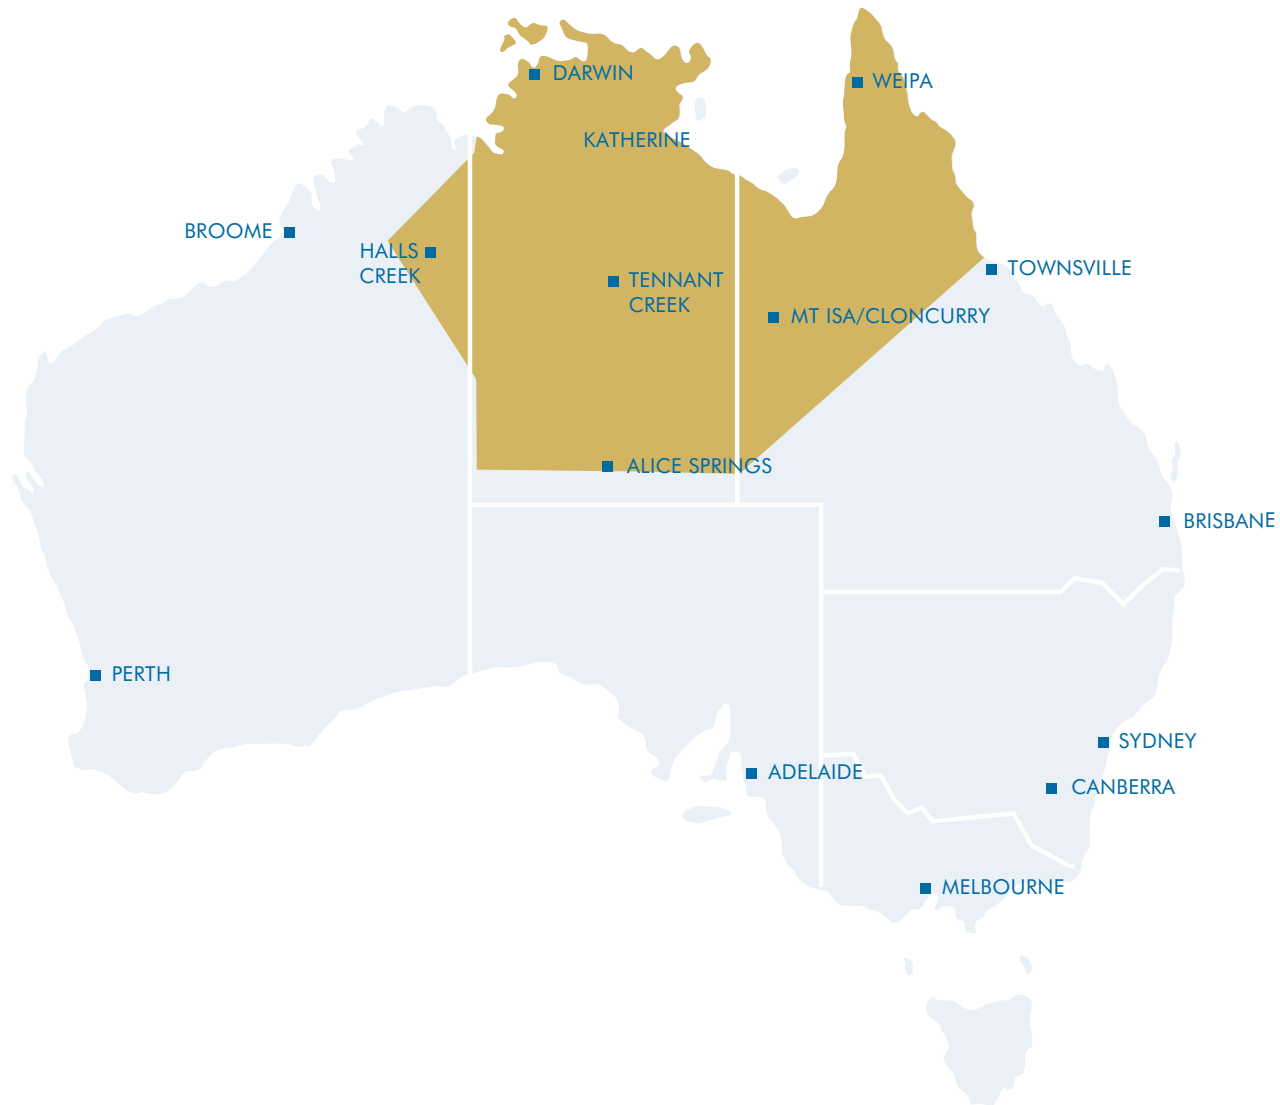 DARWIN
WEIPA
KATHERINE
BROOME
HALLS
CREEK
TOWNSVILLE
TENNANT
CREEK
MT ISA/CLONCURRY
ALICE SPRINGS
BRISBANE
PERTH
SYDNEY
ADELAIDE
CANBERRA
MELBOURNE